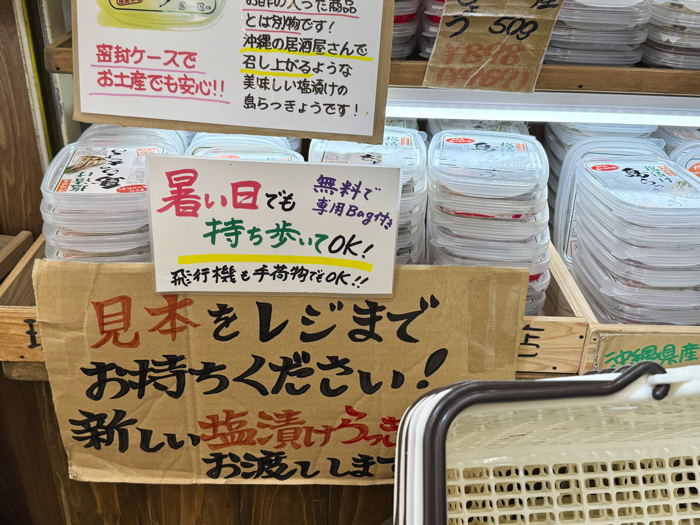 お酢の入った商品
とは別物です!
沖縄の居酒屋さんで
召し上がるような
美味しい塩漬けの
島らっきょうです!
密封ケースで
お土産でも安心!!
500g
暑い日でも
無料で
専用Bag付き
持ち歩いてOK!
飛行機も手荷物でもOK!!
見本をレジまで
お持ちください!
新しい塩漬けらっき
お渡ししま
沖縄県産